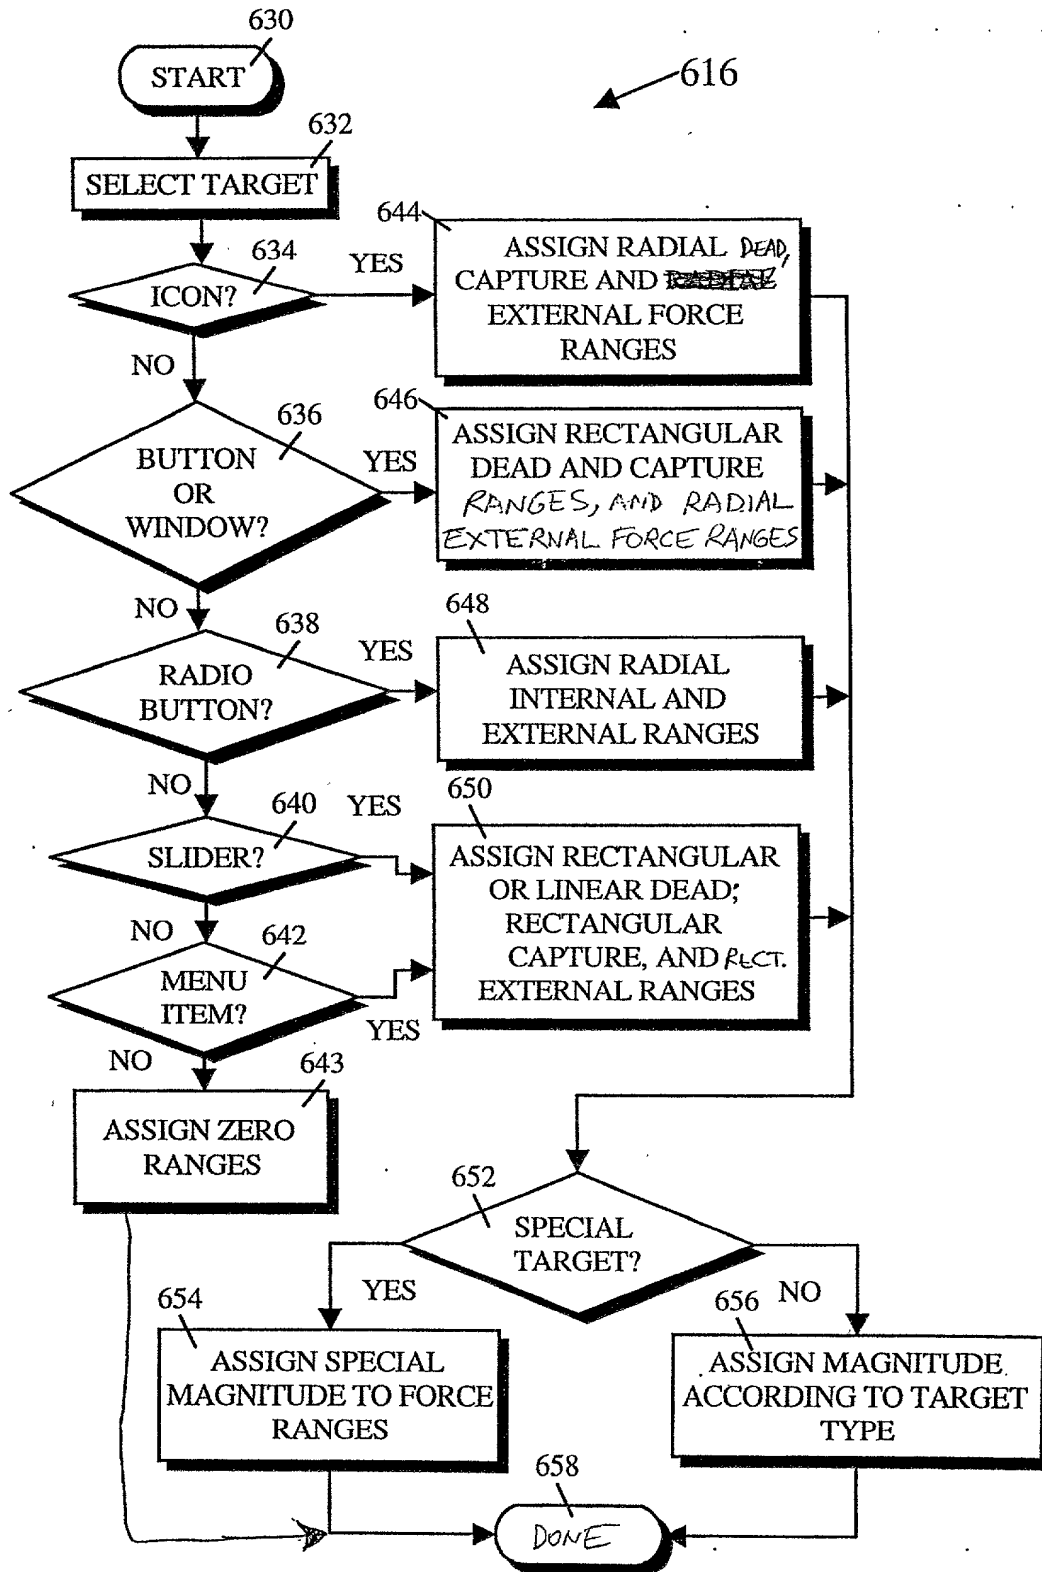 630
START
616
632
SELECT TARGET
644
634
YES
ASSIGN RADIAL DEAD,
CAPTURE AND
EXTERNAL FORCE
RANGES
ICON?
NO
646
636
ASSIGN RECTANGULAR
DEAD AND CAPTURE
RANGES, AND RADIAL
EXTERNAL FORCE RANGES
YES
BUTTON
OR
WINDOW?
NO
648
638
YES
ASSIGN RADIAL
INTERNAL AND
EXTERNAL RANGES
RADIO
BUTTON?
NO
650
640
YES
ASSIGN RECTANGULAR
OR LINEAR DEAD;
RECTANGULAR
CAPTURE, AND RECT.
EXTERNAL RANGES
SLIDER?
NO
642
MENU
ITEM?
YES
NO
643
ASSIGN ZERO
RANGES
652
SPECIAL
TARGET?
YES
NO
654
656
ASSIGN SPECIAL
MAGNITUDE TO FORCE
RANGES
ASSIGN MAGNITUDE
ACCORDING TO TARGET
TYPE
658
DONE